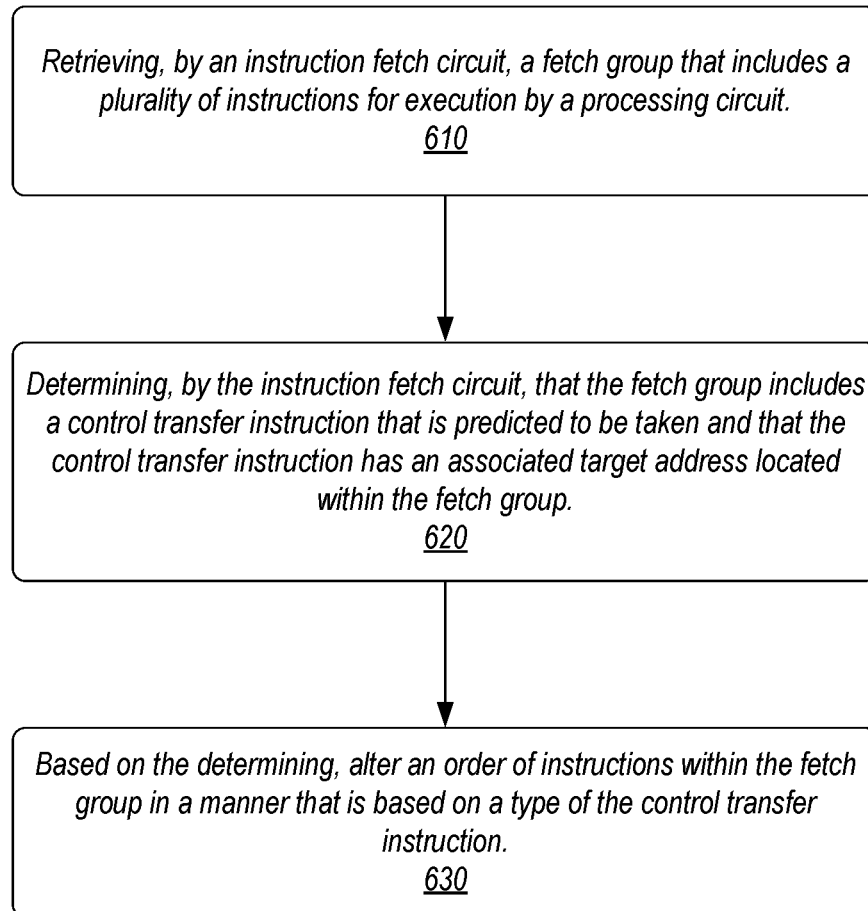 Retrieving, by an instruction fetch circuit, a fetch group that includes a
plurality of instructions for execution by a processing circuit.
610
Determining, by the instruction fetch circuit, that the fetch group includes
a control transfer instruction that is predicted to be taken and that the
control transfer instruction has an associated target address located
within the fetch group.
620
Based on the determining, alter an order of instructions within the fetch
group in a manner that is based on a type of the control transfer
instruction.
630